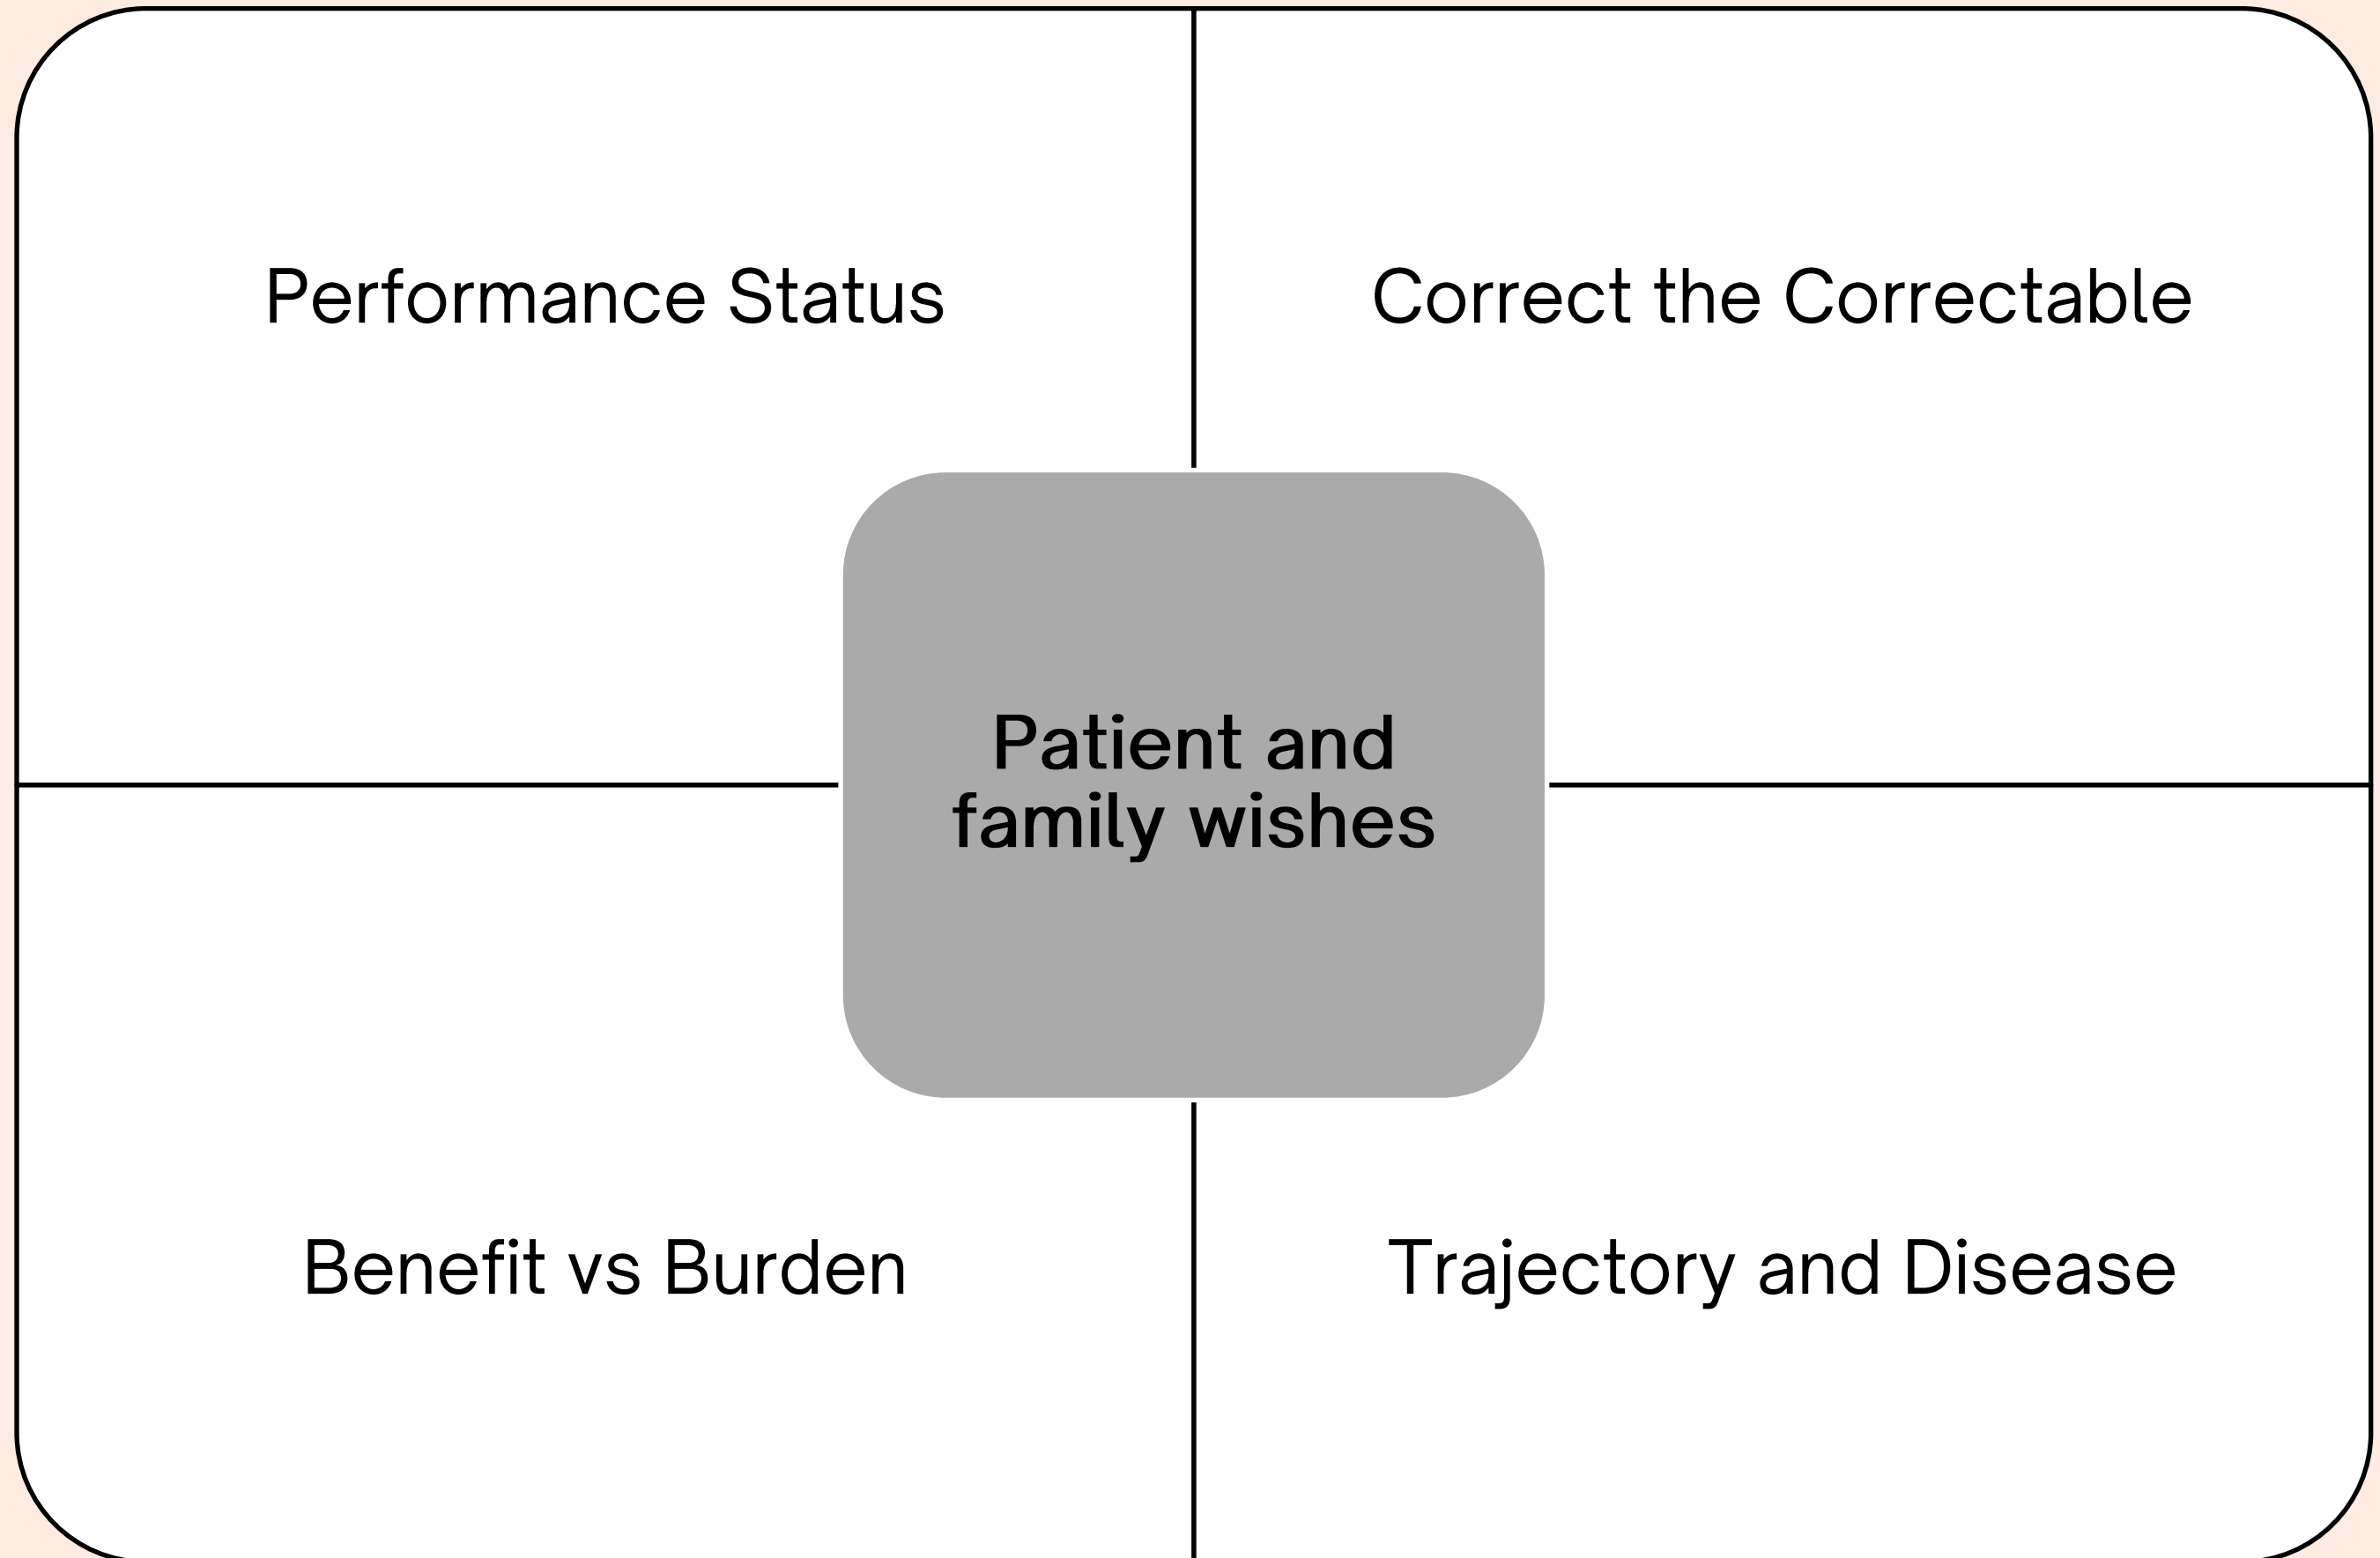 Performance Status
Correct the Correctable
Patient and
family wishes
Benefit vs Burden
Trajectory and Disease